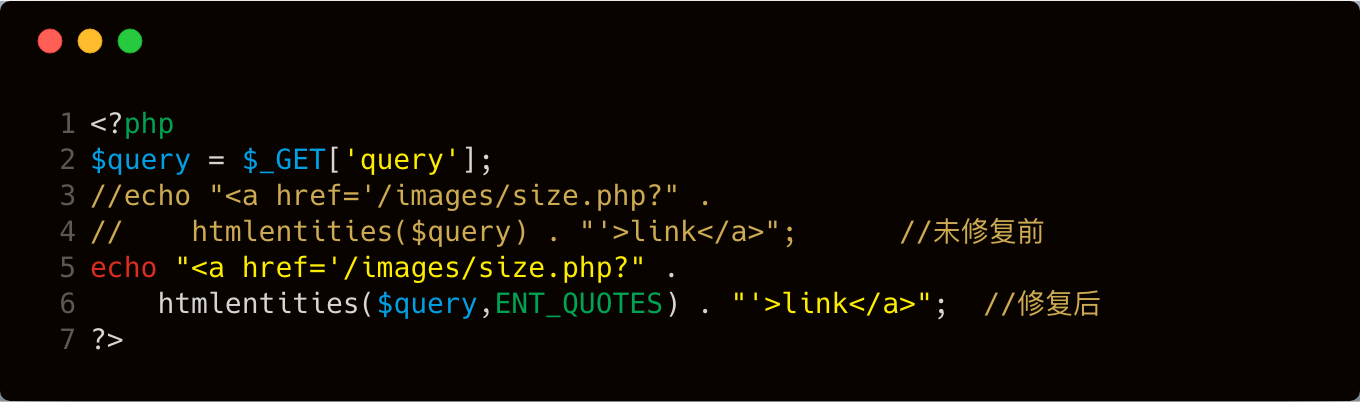 1 <?php
2 $query = $_GET['query'];
3 //echo "<a href='/images/size.php?" .
4 //    htmlentities($query) . "'>link</a>";      //未修复前
5 echo "<a href='/images/size.php?" .
6     htmlentities($query,ENT_QUOTES) . "'>link</a>";  //修复后
7 ?>